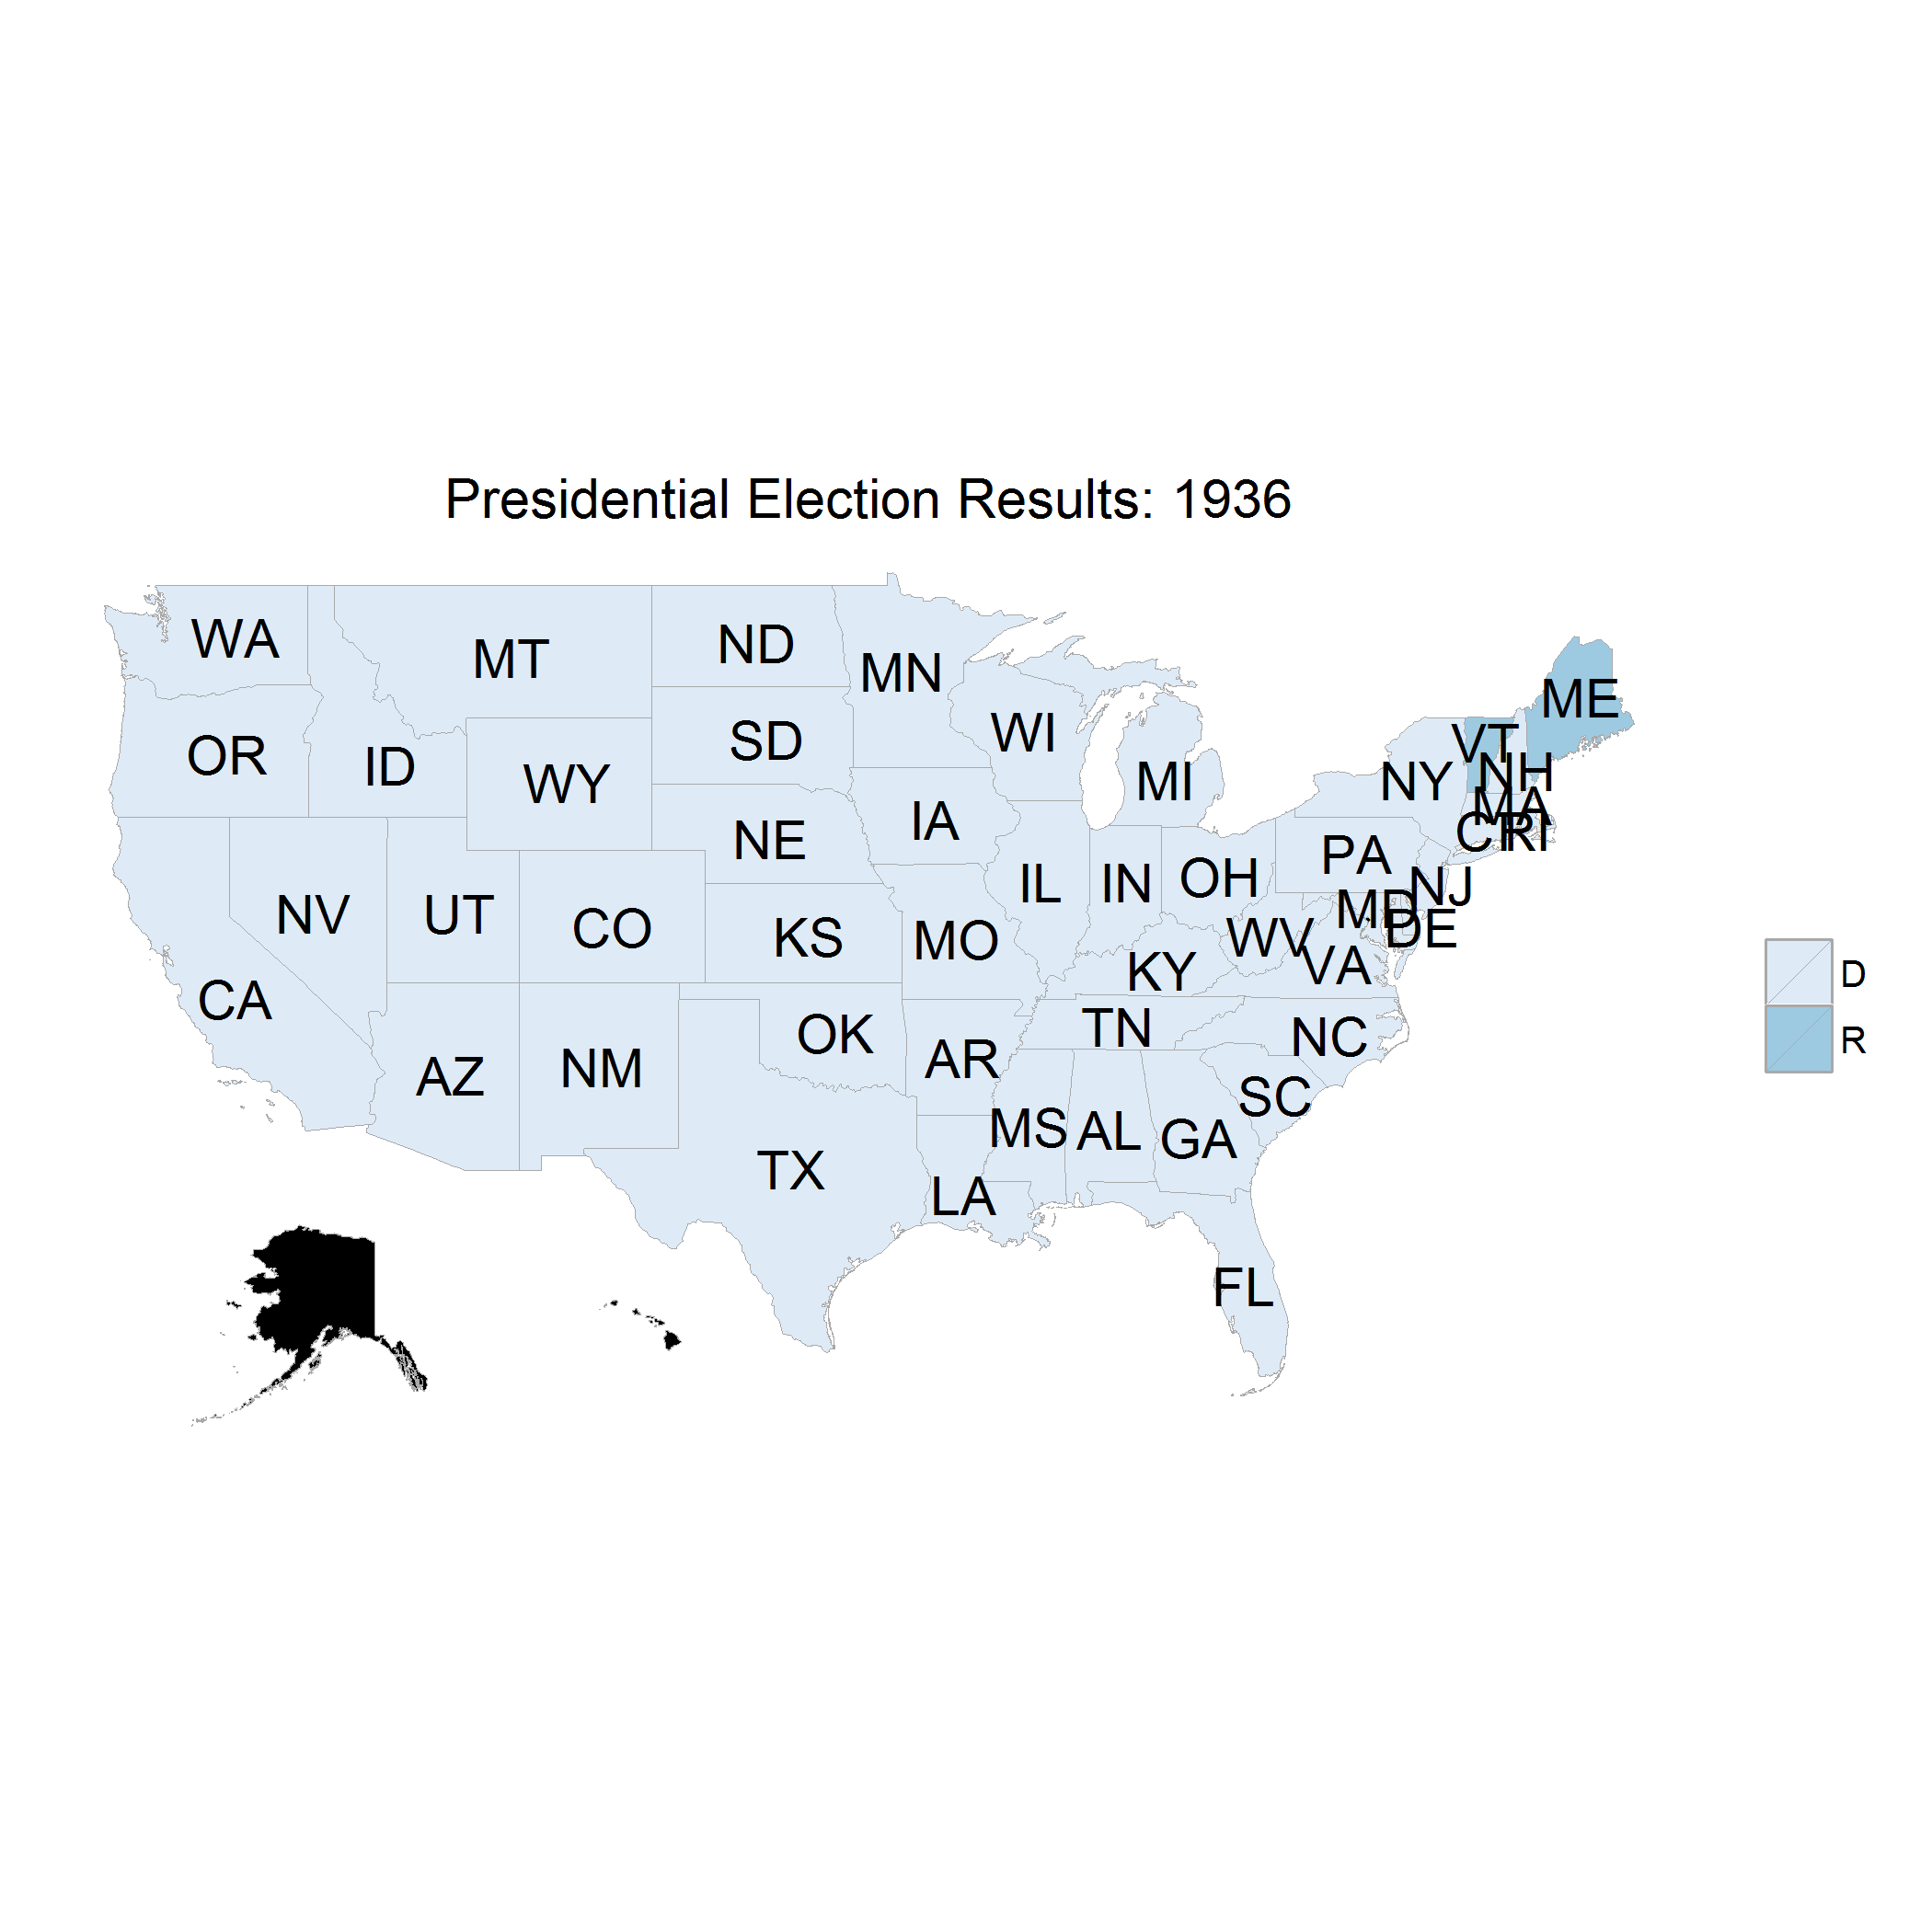 Presidential Election Results: 1936
WA
MT
ND
MN
ME
OR
ID
WY
SD
WI
MI
NY
VT
NH
MA
CT
RI
NE
IA
IL
IN
OH
PA
NJ
MD
DE
NV
UT
CO
KS
MO
KY
WV
VA
CA
AZ
NM
OK
AR
TN
NC
SC
TX
LA
MS
AL
GA
FL
D
R